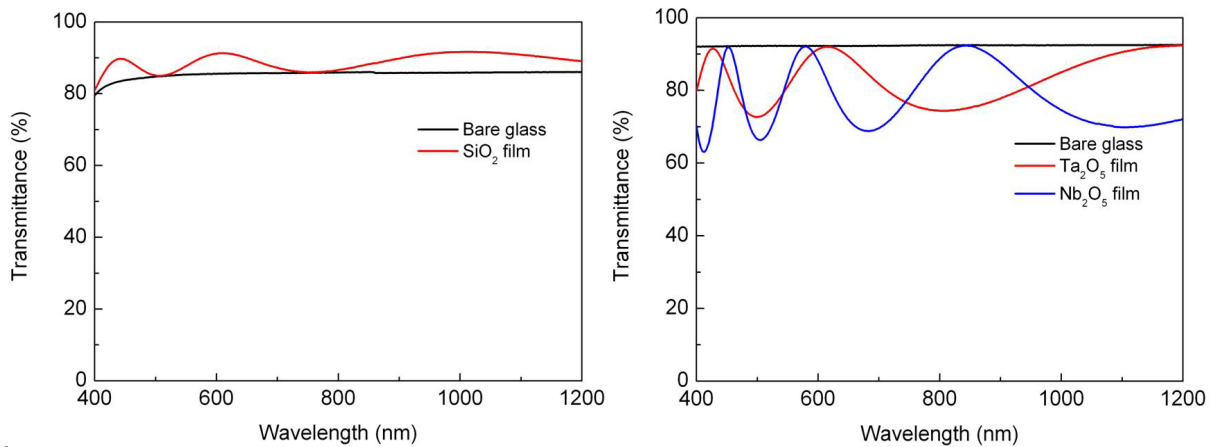 100
80
60
40
20
0
Transmittance (%)
Bare glass
SiO₂ film
400 600 800 1000 1200
Wavelength (nm)
100
80
60
40
20
0
Transmittance (%)
Bare glass
Ta₂O₅ film
Nb₂O₅ film
400 600 800 1000 1200
Wavelength (nm)